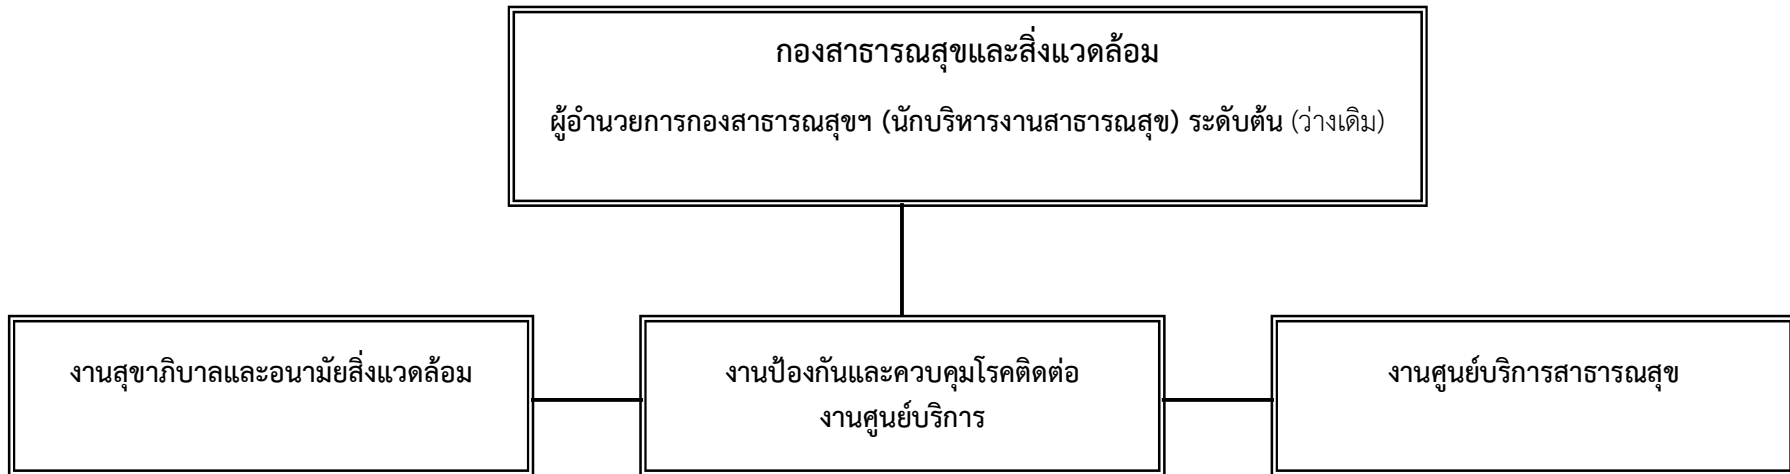 กองสาธารณสุขและสิ่งแวดล้อม
ผู้อำนวยการกองสาธารณสุขฯ (นักบริหารงานสาธารณสุข) ระดับต้น (ว่างเดิม)
งานสุขาภิบาลและอนามัยสิ่งแวดล้อม
งานป้องกันและควบคุมโรคติดต่อ
งานศูนย์บริการ
งานศูนย์บริการสาธารณสุข